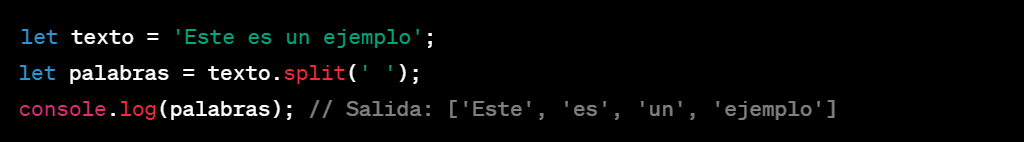 let texto = 'Este es un ejemplo';
let palabras = texto.split(' ');
console.log(palabras); // Salida: ['Este', 'es', 'un', 'ejemplo']